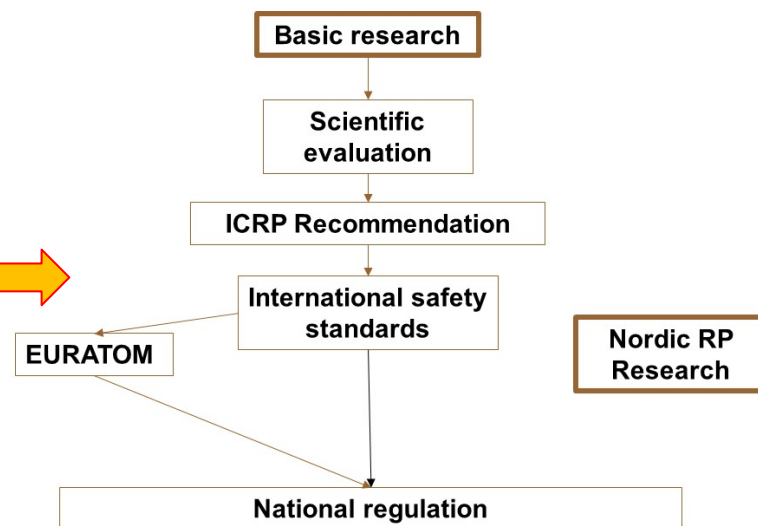 Basic research
Scientific
evaluation
ICRP Recommendation
International safety
standards
EURATOM
Nordic RP
Research
National regulation